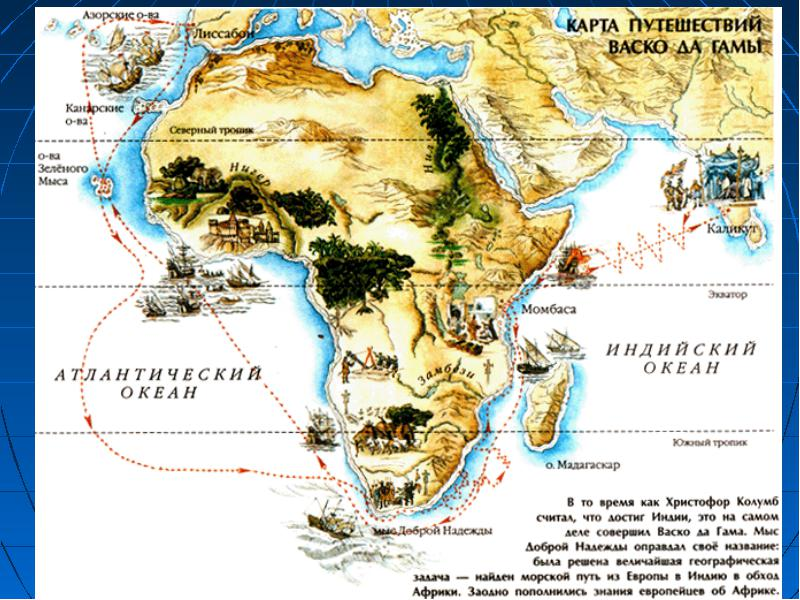 КАРТА ПУТЕШЕСТВИЙ
ВАСКО ДА ГАМЫ
Азорские о-ва
Лиссабон
Канарские
о-ва
Северный тропик
о-ва
Зелёного
Мыса
Нигер
Нил
Каликут
Экватор
Момбаса
АТЛАНТИЧЕСКИЙ
ОКЕАН
ИНДИЙСКИЙ
ОКЕАН
Замбези
Южный тропик
о. Мадагаскар
мыс Доброй Надежды
В то время как Христофор Колумб
считал, что достиг Индии, это на самом
деле совершил Васко да Гама. Мыс
Доброй Надежды оправдал своё название:
была решена величайшая географическая
задача — найден морской путь из Европы в Индию в обход
Африки. Заодно пополнились знания европейцев об Африке.